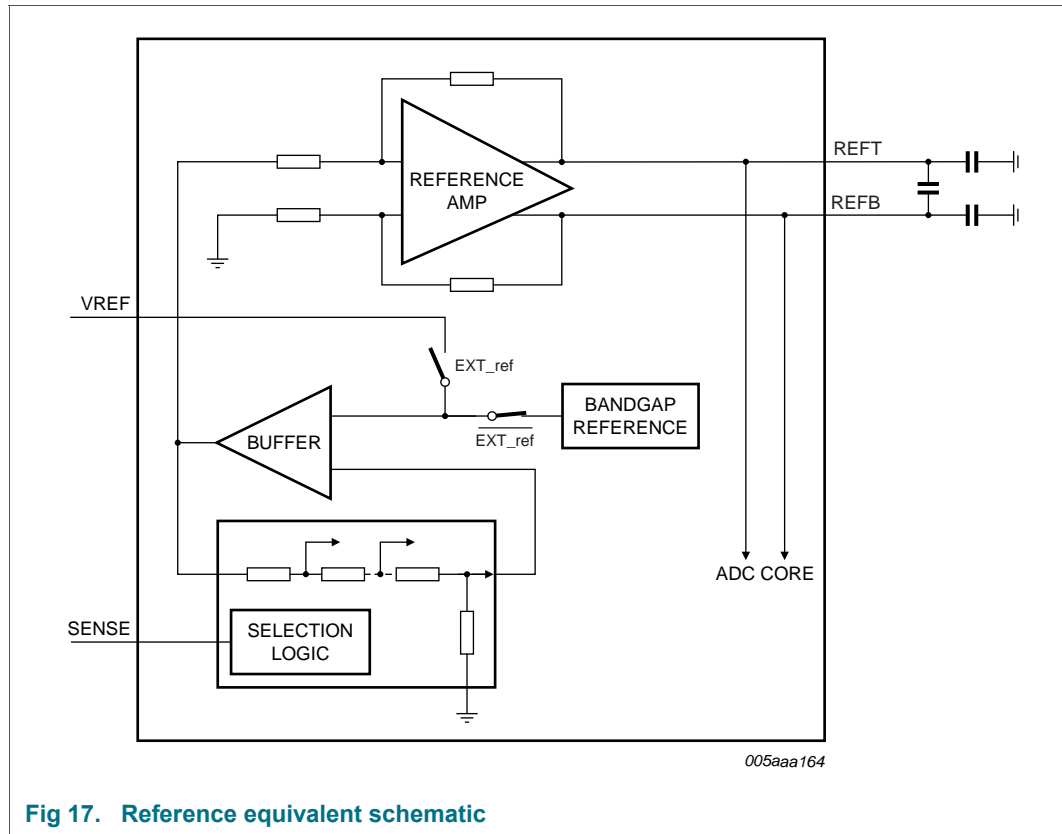 REFERENCE
AMP
REFT
REFB
VREF
EXT_ref
BANDGAP
REFERENCE
EXT_ref
BUFFER
ADC CORE
SENSE
SELECTION
LOGIC
005aaa164
Fig 17. Reference equivalent schematic